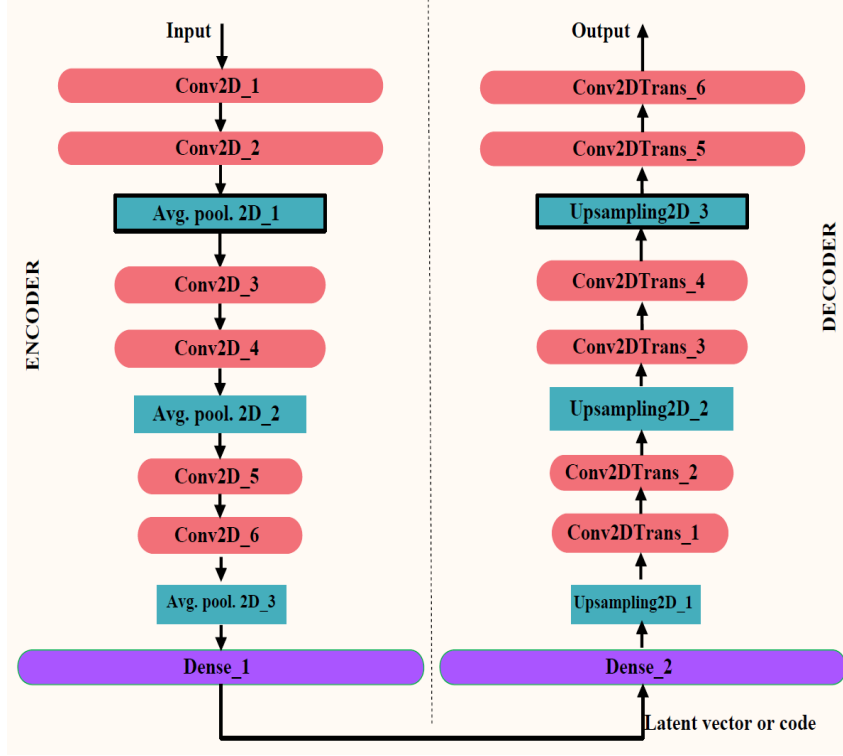 Input
Conv2D_1
Conv2D_2
Avg. pool. 2D_1
Conv2D_3
Conv2D_4
Avg. pool. 2D_2
Conv2D_5
Conv2D_6
Avg. pool. 2D_3
Dense_1
ENCODER
Output
Conv2DTrans_6
Conv2DTrans_5
Upsampling2D_3
Conv2DTrans_4
Conv2DTrans_3
Upsampling2D_2
Conv2DTrans_2
Conv2DTrans_1
Upsampling2D_1
Dense_2
DECODER
Latent vector or code